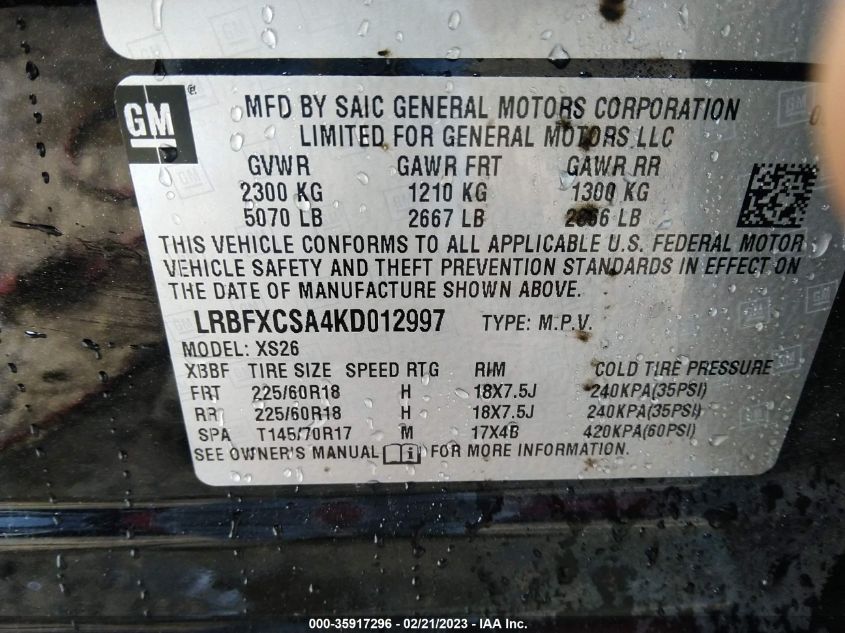 GM
MFD BY SAIC GENERAL MOTORS CORPORATION
LIMITED FOR GENERAL MOTORS LLC
GVWR GAWR FRT GAWR RR
2300 KG 1210 KG 1300 KG
5070 LB 2667 LB 2866 LB
THIS VEHICLE CONFORMS TO ALL APPLICABLE U.S. FEDERAL MOTOR
VEHICLE SAFETY AND THEFT PREVENTION STANDARDS IN EFFECT ON
THE DATE OF MANUFACTURE SHOWN ABOVE.
LRBFXCSA4KD012997 TYPE: M.P.V.
MODEL: XS26
XBBF TIRE SIZE SPEED RTG RIM COLD TIRE PRESSURE
FRT 225/60R18 H 18X7.5J 240KPA(35PSI)
RR 225/60R18 H 18X7.5J 240KPA(35PSI)
SPA T145/70R17 M 17X4B 420KPA(60PSI)
SEE OWNER'S MANUAL i FOR MORE INFORMATION.
000-35917296 - 02/21/2023 - © IAA Inc.